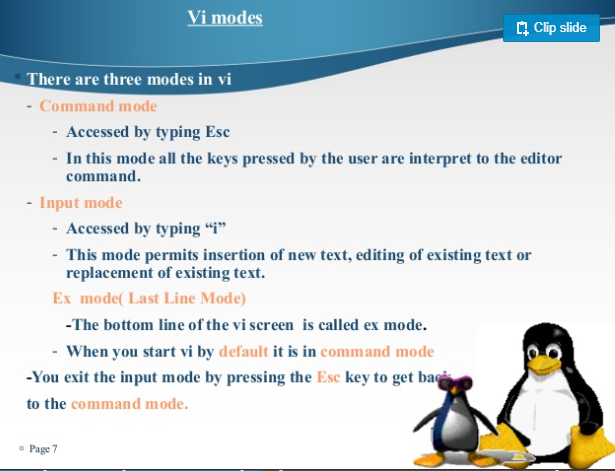 Vi modes
Clip slide
There are three modes in vi
- Command mode
- Accessed by typing Esc
- In this mode all the keys pressed by the user are interpret to the editor
command.
- Input mode
- Accessed by typing “i”
- This mode permits insertion of new text, editing of existing text or
replacement of existing text.
Ex mode( Last Line Mode)
-The bottom line of the vi screen is called ex mode.
- When you start vi by default it is in command mode
-You exit the input mode by pressing the Esc key to get back
to the command mode.
Page 7